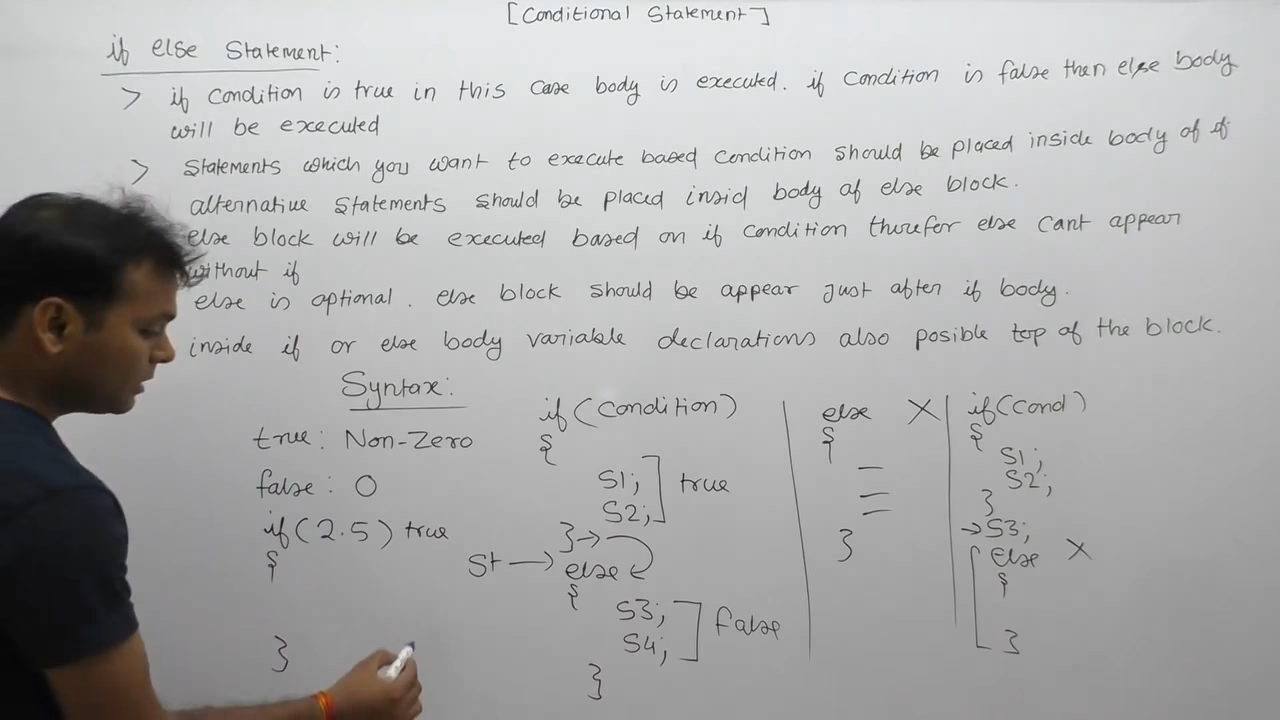 [Conditional Statement]
if else Statement:
> if Condition is true in this Case body is executed. if Condition is false then else body
will be executed
> Statements which you want to execute based Condition should be placed inside body of if
alternative Statements should be placed insid body of else block.
else block will be executed based on if Condition therefor else Cant appear
without if
else is optional. else block should be appear just after if body.
inside if or else body variable declarations also posible top of the block.
Syntax:
true: Non-Zero
false: 0
if(2.5) true
{
}
if(Condition)
{
S1;
S2;
] true
}→
St → else
{
S3;
S4;
] false
}
else X
{
}
if(Cond)
{
S1;
S2;
}
→S3;
else X
{
}